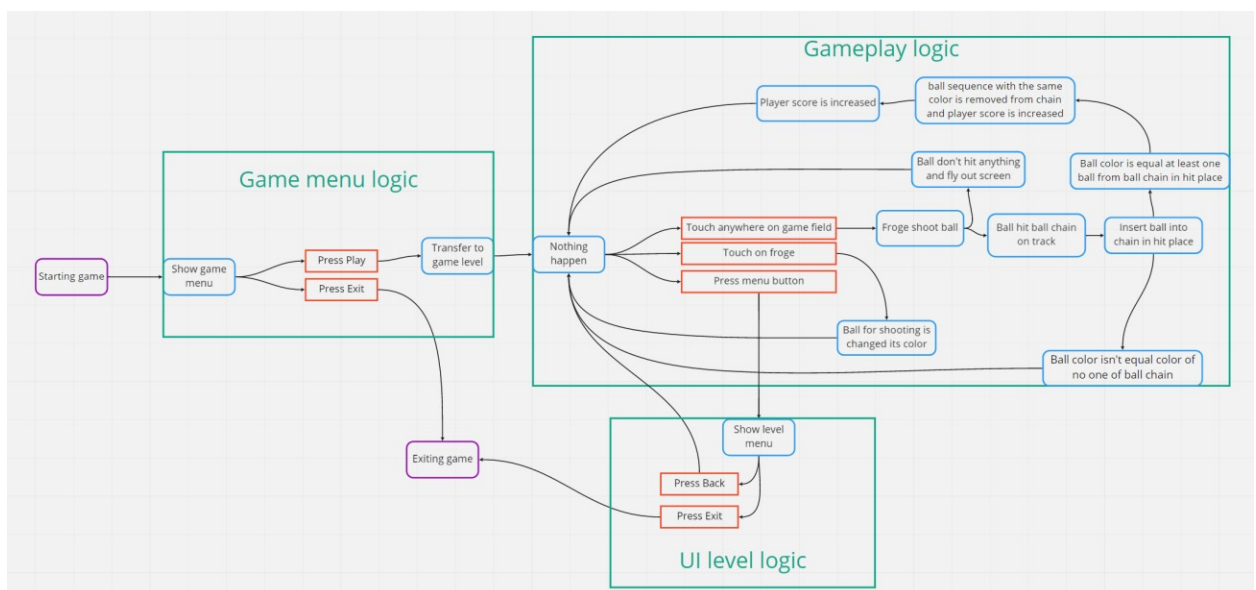 Gameplay logic
Player score is increased
ball sequence with the same
color is removed from chain
and player score is increased
Game menu logic
Ball don't hit anything
and fly out screen
Ball color is equal at least one
ball from ball chain in hit place
Starting game
Show game
menu
Press Play
Press Exit
Transfer to
game level
Nothing
happen
Touch anywhere on game field
Touch on froge
Press menu button
Froge shoot ball
Ball hit ball chain
on track
Insert ball into
chain in hit place
Ball for shooting is
changed its color
Ball color isn't equal color of
no one of ball chain
Exiting game
Show level
menu
Press Back
Press Exit
UI level logic